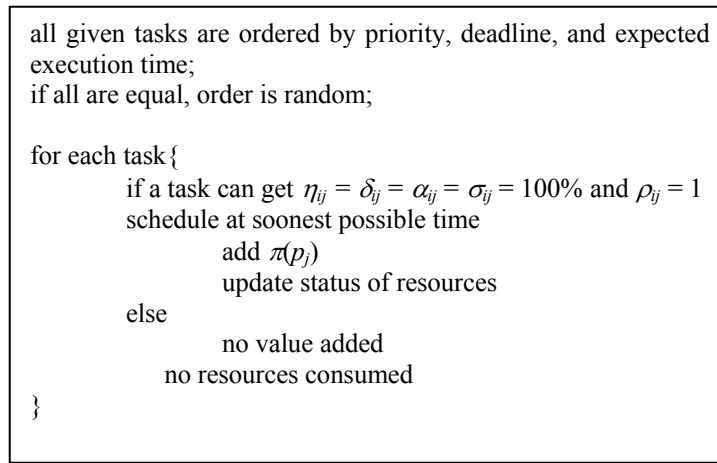 all given tasks are ordered by priority, deadline, and expected
execution time;
if all are equal, order is random;
for each task{
if a task can get ηij = δij = αij = σij = 100% and ρij = 1
schedule at soonest possible time
add π(pj)
update status of resources
else
no value added
no resources consumed
}